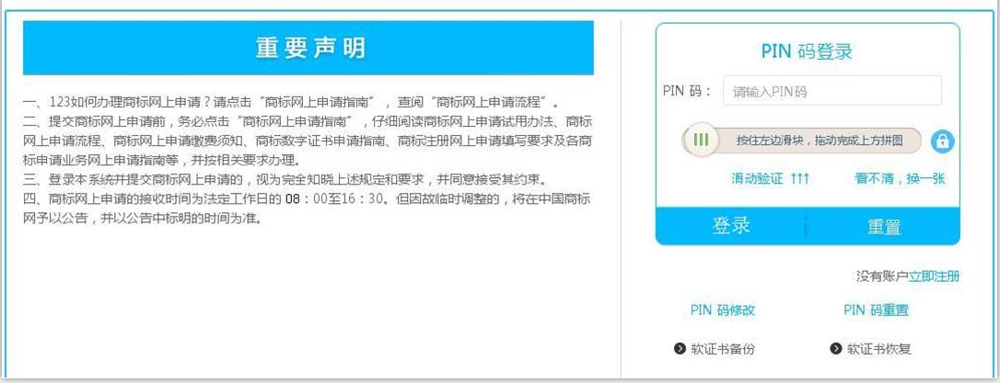 重要声明
一、123如何办理商标网上申请？请点击“商标网上申请指南”，查阅“商标网上申请流程”。
二、提交商标网上申请前，务必点击“商标网上申请指南”，仔细阅读商标网上申请试用办法、商标
网上申请流程、商标网上申请缴费须知、商标数字证书申请指南、商标注册网上申请填写要求及各商
标申请业务网上申请指南等，并按相关要求办理。
三、登录本系统并提交商标网上申请的，视为完全知晓上述规定和要求，并同意接受其约束。
四、商标网上申请的接收时间为法定工作日的 08：00至16：30。但因故临时调整的，将在中国商标
网予以公告，并以公告中标明的时间为准。
PIN 码登录
PIN 码：
请输入PIN码
按住左边滑块，拖动完成上方拼图
滑动验证 ↑↑↑
看不清，换一张
登录
重置
没有账户立即注册
PIN 码修改
PIN 码重置
软证书备份
软证书恢复